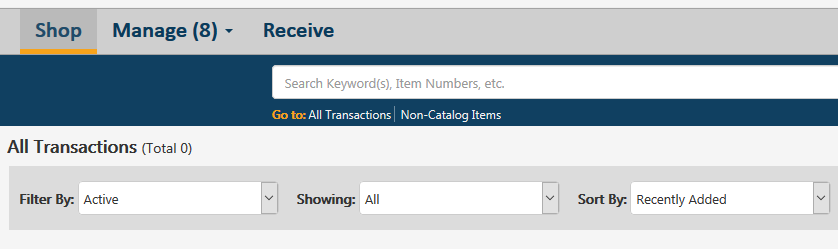 Shop Manage (8) Receive
Search Keyword(s), Item Numbers, etc.
Go to: All Transactions Non-Catalog Items
All Transactions (Total 0)
Filter By: Active Showing: All Sort By: Recently Added